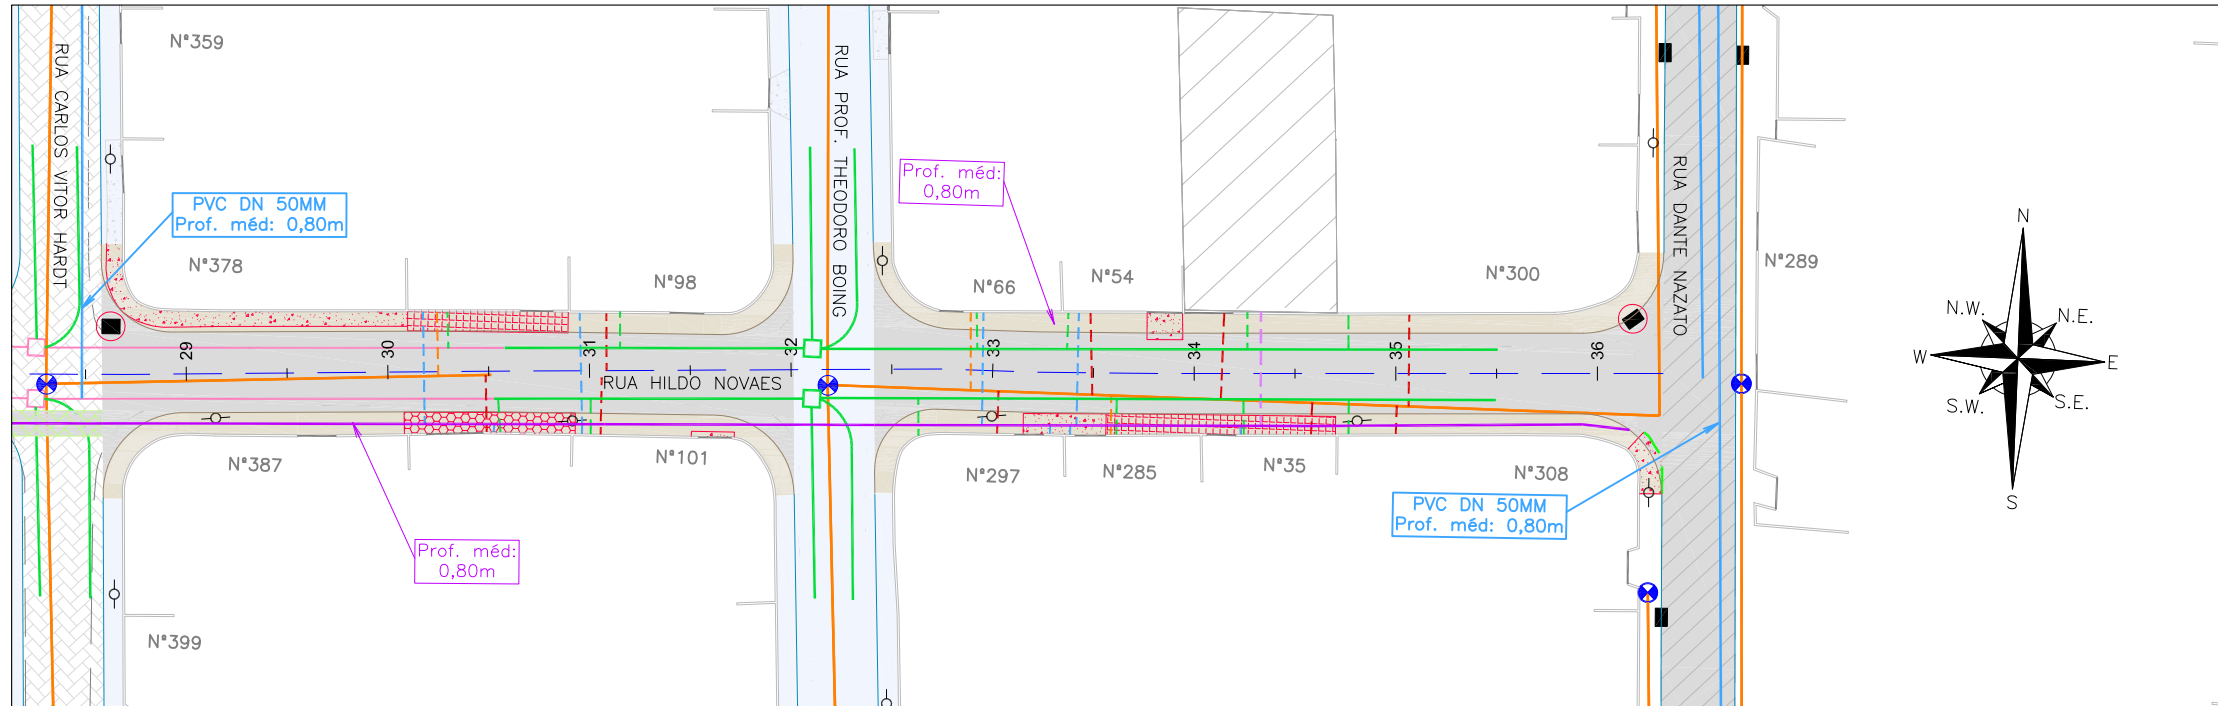 N°359
RUA CARLOS VITOR HARDT
RUA PROF. THEODORO BOING
RUA DANTE NAZATO
PVC DN 50MM
Prof. méd: 0,80m
Prof. méd:
0,80m
N°378
N°98
N°66
N°54
N°300
N°289
29
30
31
32
33
34
35
36
RUA HILDO NOVAES
N°387
N°101
N°297
N°285
N°35
N°308
PVC DN 50MM
Prof. méd: 0,80m
Prof. méd:
0,80m
N°399
N
N.W.
N.E.
W
E
S.W.
S.E.
S